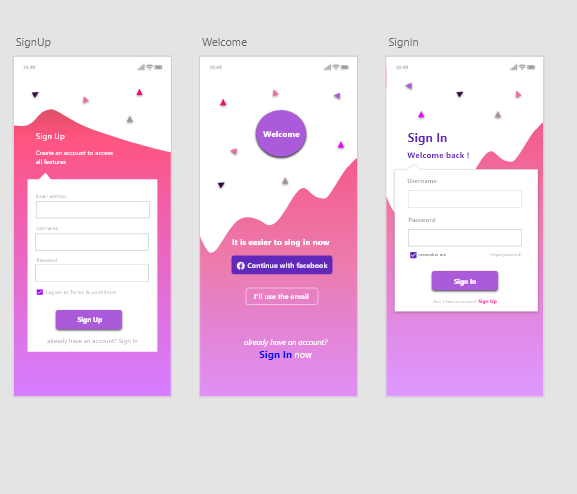 SignUp
10.45
Sign Up
Create an account to access
all features
Email address
Username
Password
I agree to Terms & conditions
Sign Up
already have an account? Sign In
Welcome
10.45
Welcome
It is easier to sing in now
Continue with facebook
I'll use the email
already have an account?
Sign In now
SignIn
10.45
Sign In
Welcome back !
Username
Password
remember me
Forgot password?
Sign In
Don't have an account? Sign Up